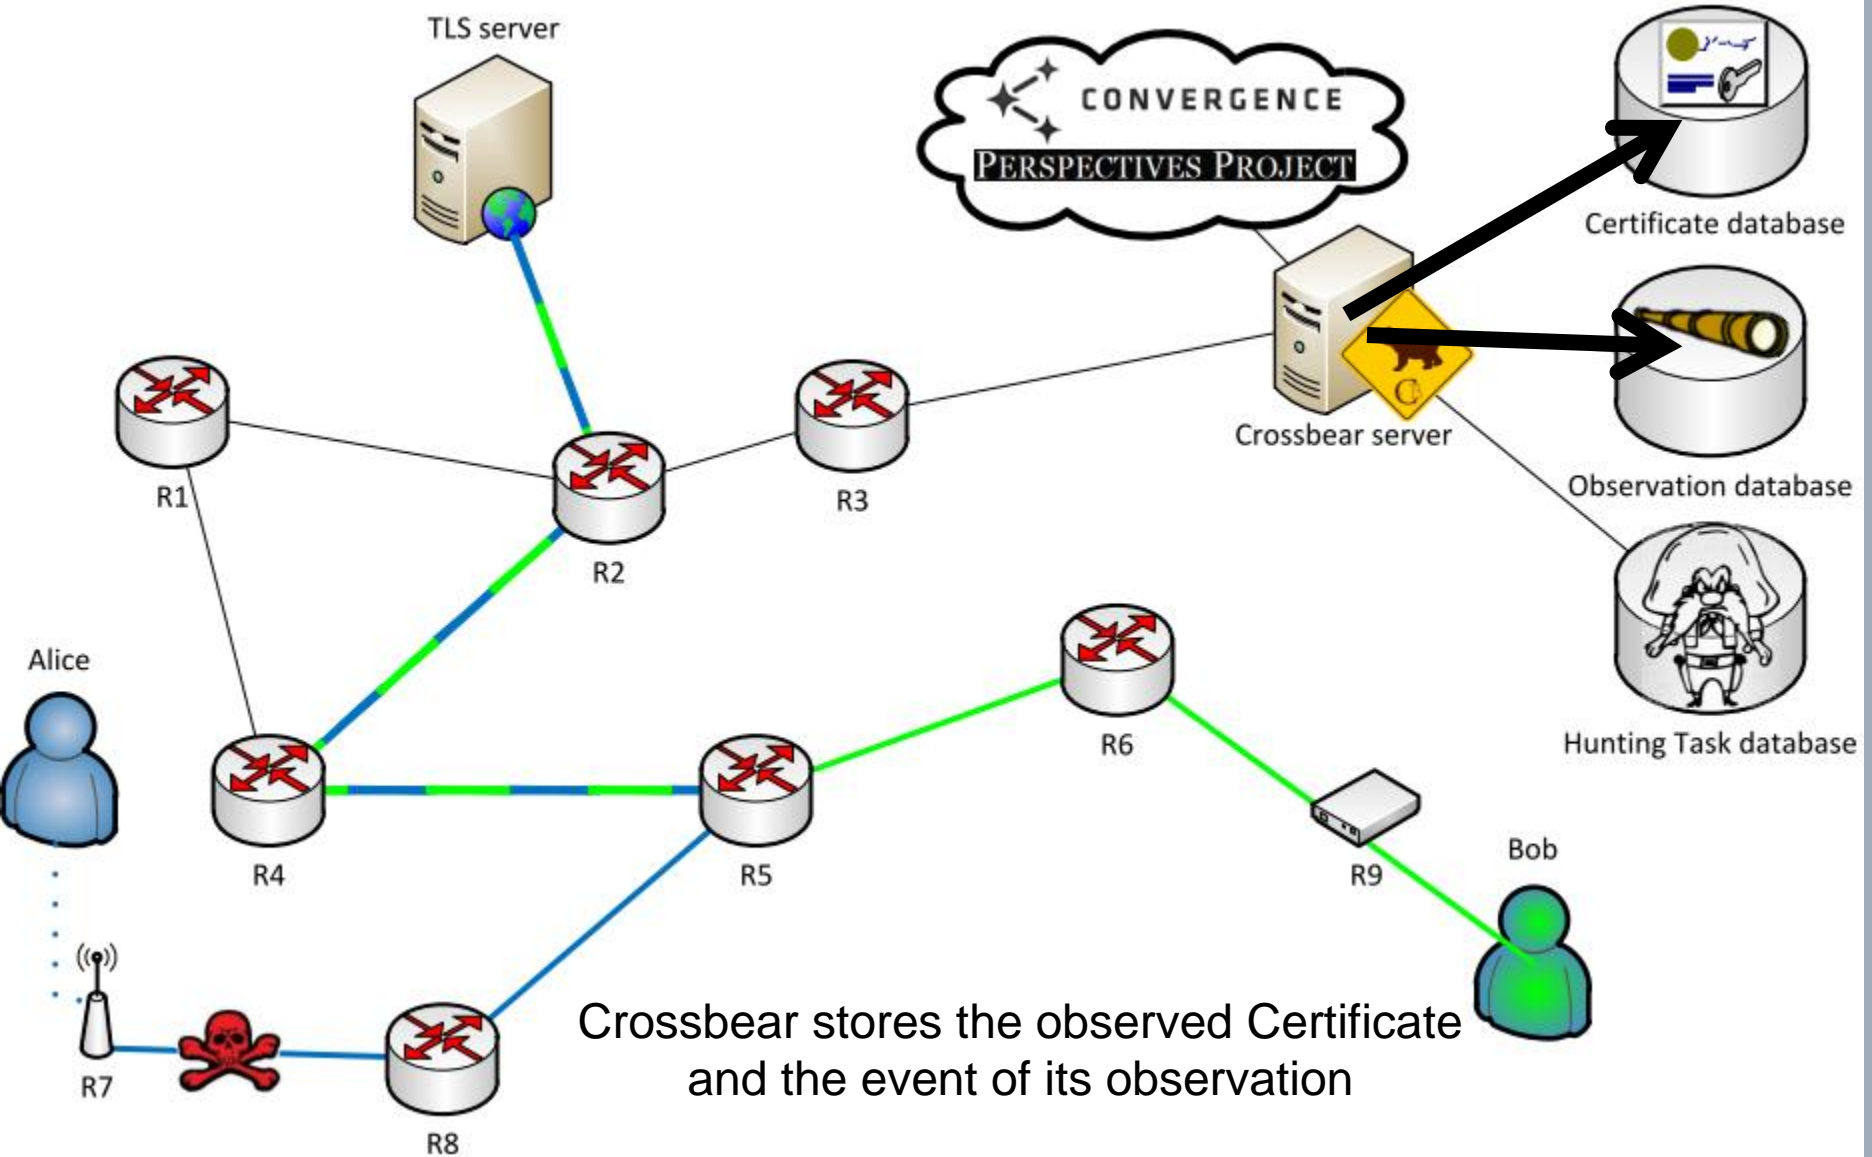 TLS server
CONVERGENCE
PERSPECTIVES PROJECT
Certificate database
Crossbear server
Observation database
R1
R2
R3
Hunting Task database
Alice
R6
R4
R5
R9
Bob
R7
R8
Crossbear stores the observed Certificate
and the event of its observation